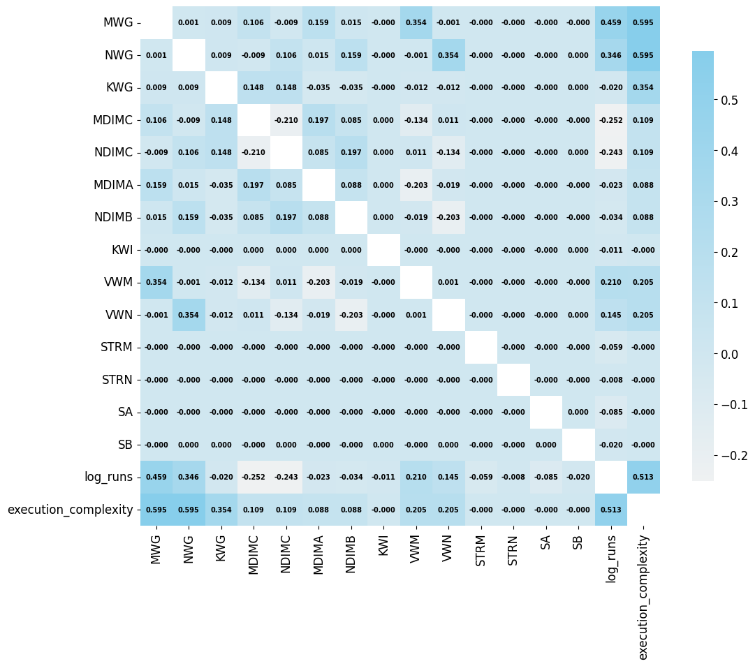 MWG 0.001 0.009 0.106 -0.009 0.159 0.015 -0.000 0.354 -0.001 -0.000 -0.000 -0.000 -0.000 0.459 0.595
NWG 0.001 0.009 -0.009 0.106 0.015 0.159 -0.000 -0.001 0.354 -0.000 -0.000 -0.000 0.000 0.346 0.595
KWG 0.009 0.009 0.148 0.148 -0.035 -0.035 -0.000 -0.012 -0.012 -0.000 -0.000 -0.000 0.000 -0.020 0.354
MDIMC 0.106 -0.009 0.148 -0.210 0.197 0.085 0.000 -0.134 0.011 -0.000 -0.000 -0.000 0.000 -0.252 0.109
NDIMC -0.009 0.106 0.148 -0.210 0.085 0.197 0.000 0.011 -0.134 -0.000 -0.000 -0.000 0.000 -0.243 0.109
MDIMA 0.159 0.015 -0.035 0.197 0.085 0.088 0.000 -0.203 -0.019 -0.000 -0.000 -0.000 -0.000 -0.023 0.088
NDIMB 0.015 0.159 -0.035 0.085 0.197 0.088 0.000 -0.019 -0.203 -0.000 -0.000 -0.000 0.000 -0.034 0.088
KWI -0.000 -0.000 -0.000 0.000 0.000 0.000 0.000 -0.000 -0.000 -0.000 -0.000 -0.000 -0.000 -0.011 -0.000
VWM 0.354 -0.001 -0.012 -0.134 0.011 -0.203 -0.019 -0.000 0.001 -0.000 -0.000 -0.000 -0.000 0.210 0.205
VWN -0.001 0.354 -0.012 0.011 -0.134 -0.019 -0.203 -0.000 0.001 -0.000 -0.000 -0.000 0.000 0.145 0.205
STRM -0.000 -0.000 -0.000 -0.000 -0.000 -0.000 -0.000 -0.000 -0.000 -0.000 -0.000 -0.000 -0.000 -0.059 -0.000
STRN -0.000 -0.000 -0.000 -0.000 -0.000 -0.000 -0.000 -0.000 -0.000 -0.000 -0.000 -0.000 -0.000 -0.008 -0.000
SA -0.000 -0.000 -0.000 -0.000 -0.000 -0.000 -0.000 -0.000 -0.000 -0.000 -0.000 -0.000 0.000 -0.085 -0.000
SB -0.000 0.000 0.000 0.000 0.000 -0.000 0.000 -0.000 -0.000 0.000 -0.000 -0.000 0.000 -0.020 -0.000
log_runs 0.459 0.346 -0.020 -0.252 -0.243 -0.023 -0.034 -0.011 0.210 0.145 -0.059 -0.008 -0.085 -0.020 0.513
execution_complexity 0.595 0.595 0.354 0.109 0.109 0.088 0.088 -0.000 0.205 0.205 -0.000 -0.000 -0.000 -0.000 0.513
MWG
NWG
KWG
MDIMC
NDIMC
MDIMA
NDIMB
KWI
VWM
VWN
STRM
STRN
SA
SB
log_runs
execution_complexity
0.5
0.4
0.3
0.2
0.1
0.0
−0.1
−0.2